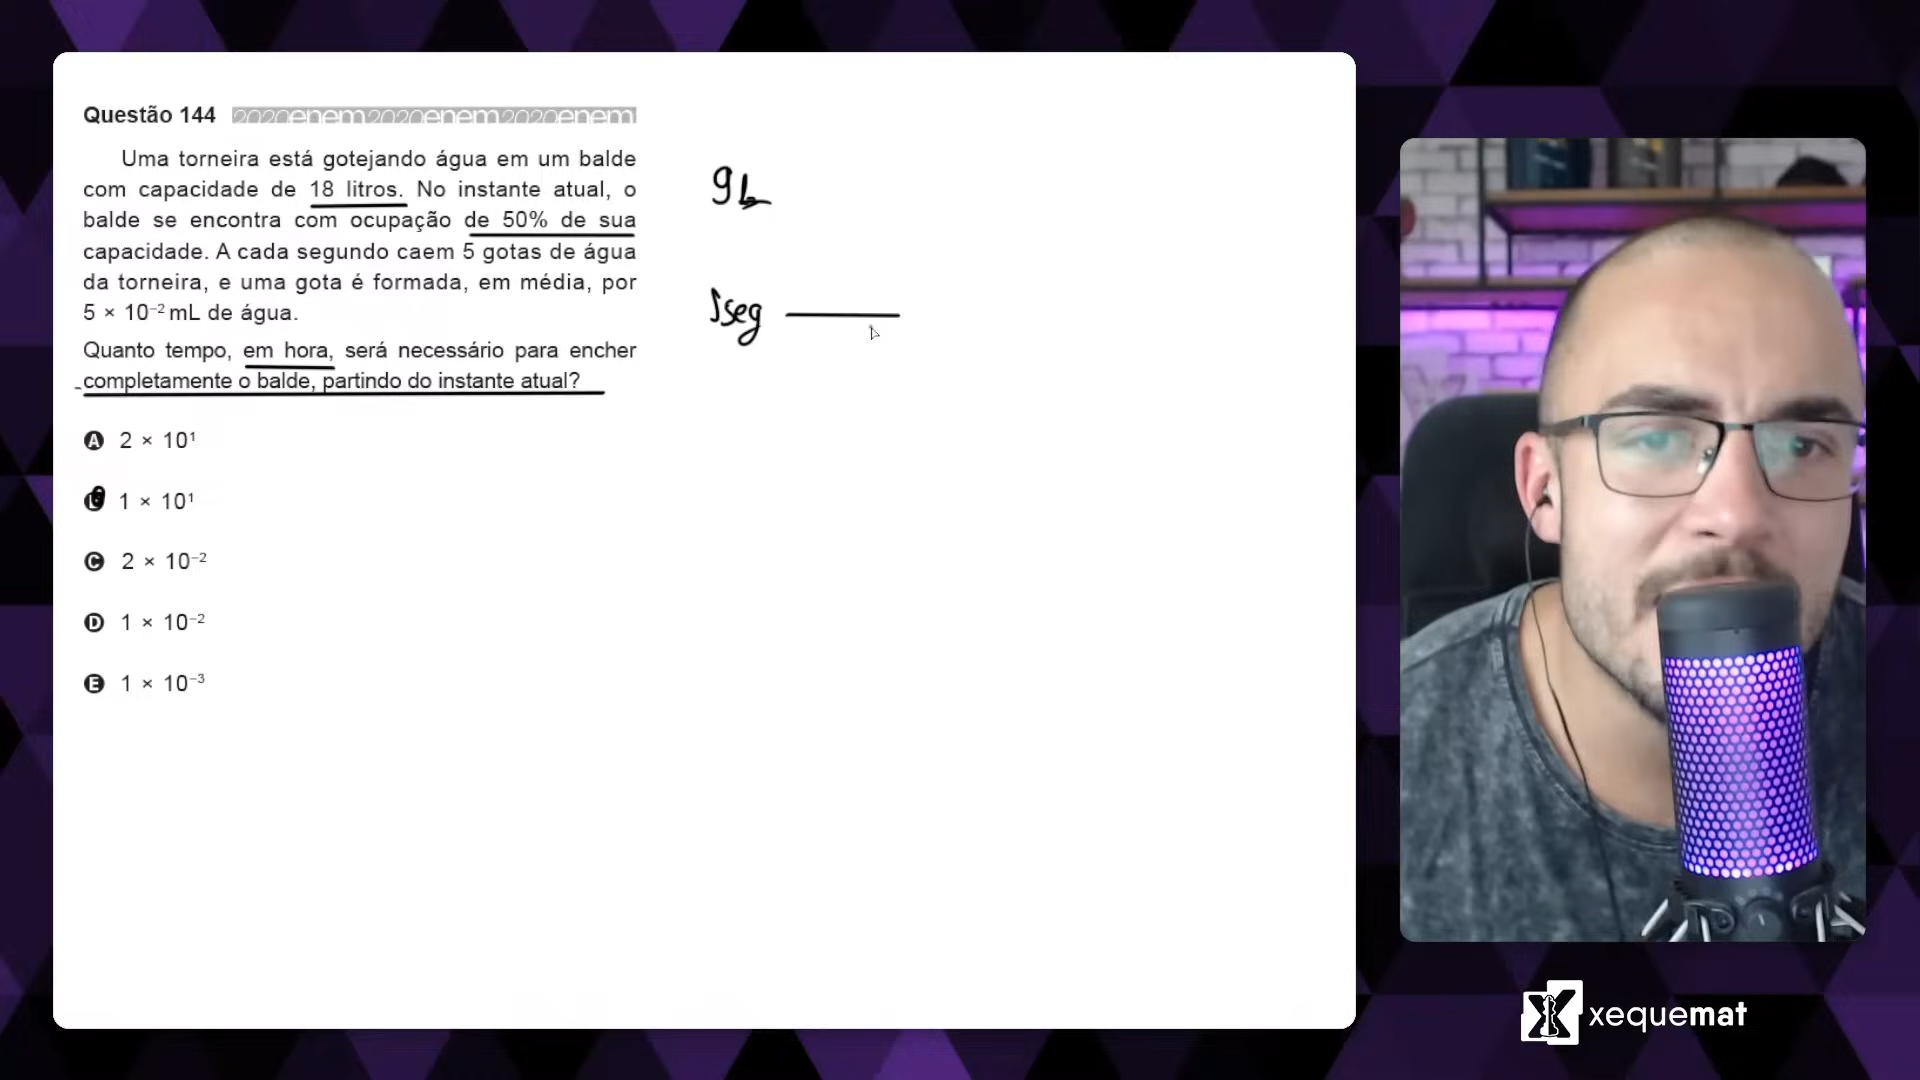 Questão 144 2020enem2020enem2020enem
Uma torneira está gotejando água em um balde
com capacidade de 18 litros. No instante atual, o
balde se encontra com ocupação de 50% de sua
capacidade. A cada segundo caem 5 gotas de água
da torneira, e uma gota é formada, em média, por
5 × 10⁻² mL de água.
Quanto tempo, em hora, será necessário para encher
completamente o balde, partindo do instante atual?
A 2 × 10¹
1 × 10¹
C 2 × 10⁻²
D 1 × 10⁻²
E 1 × 10⁻³
9L
1seg
xequemat